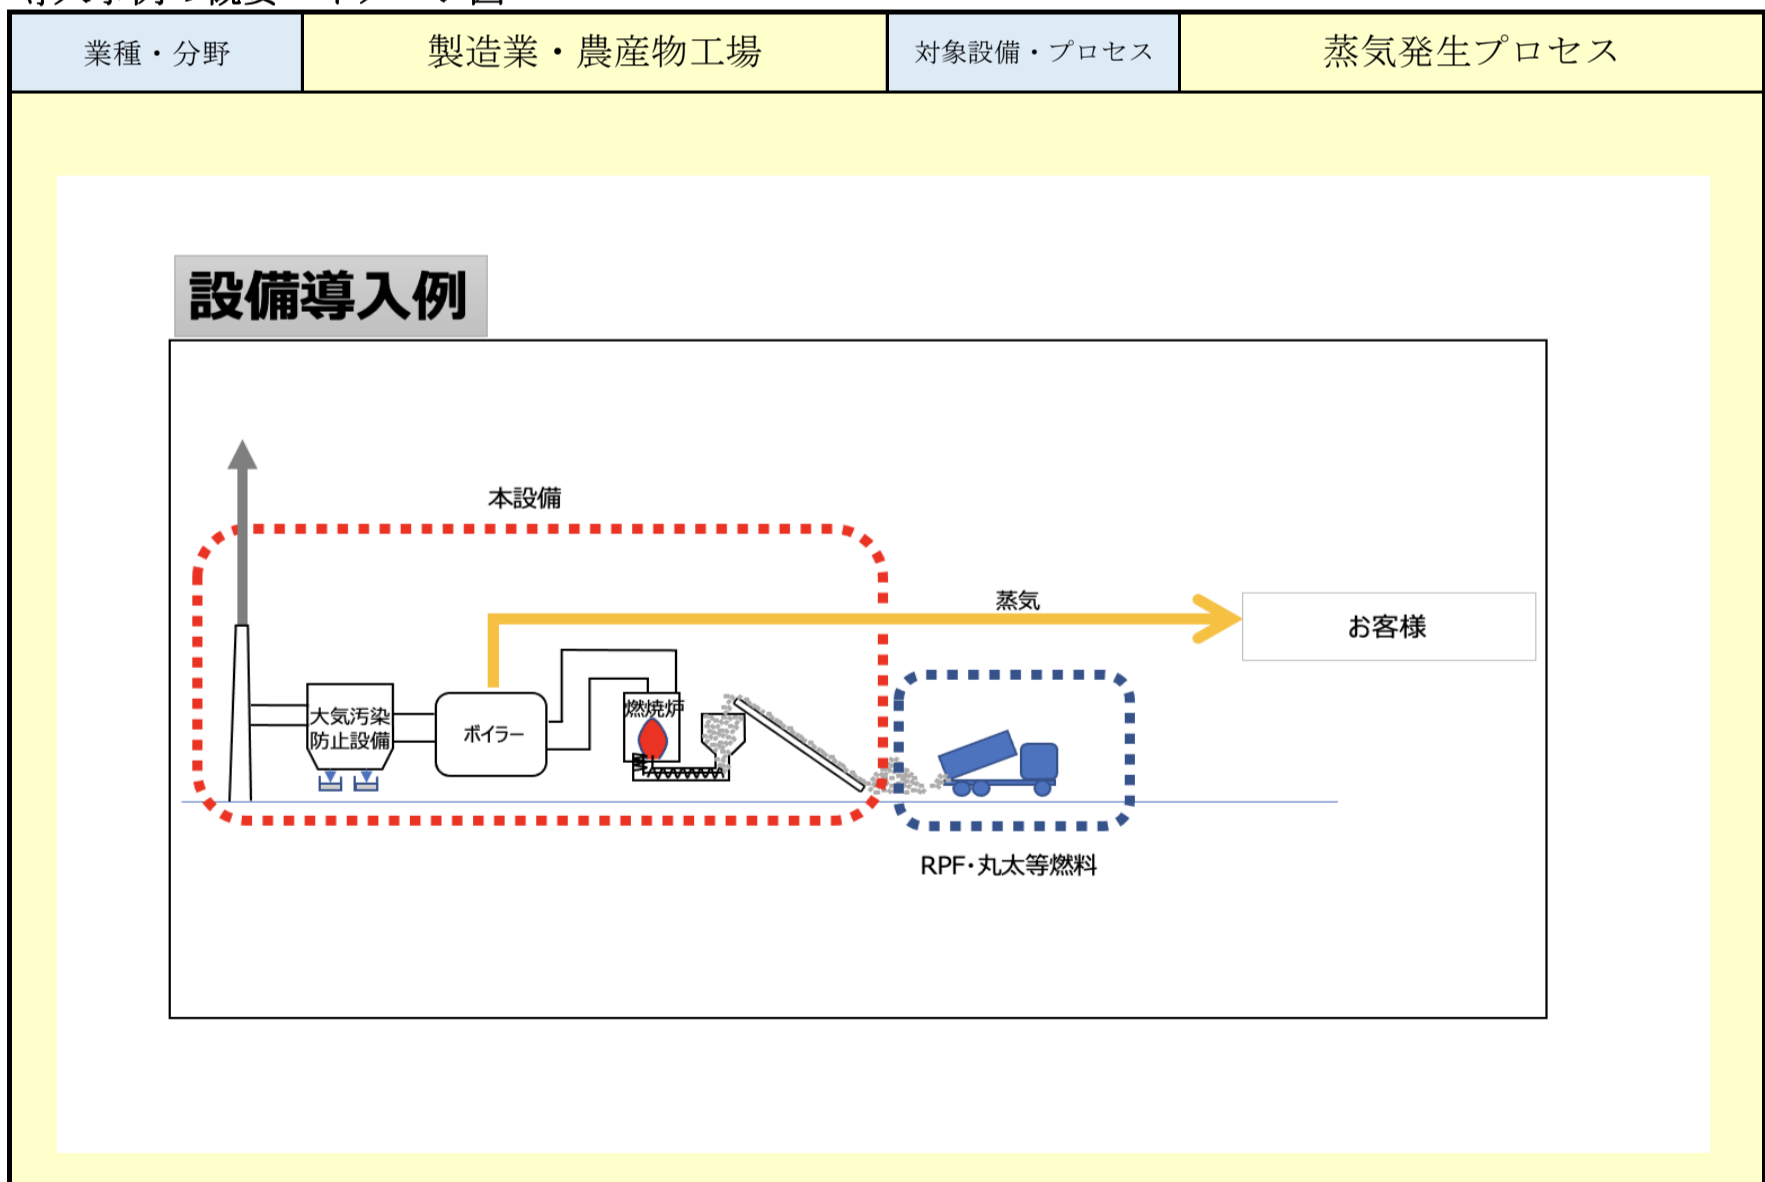 業種・分野
製造業・農産物工場
対象設備・プロセス
蒸気発生プロセス
設備導入例
本設備
蒸気
お客様
大気汚染
防止設備
ボイラー
燃焼炉
RPF・丸太等燃料